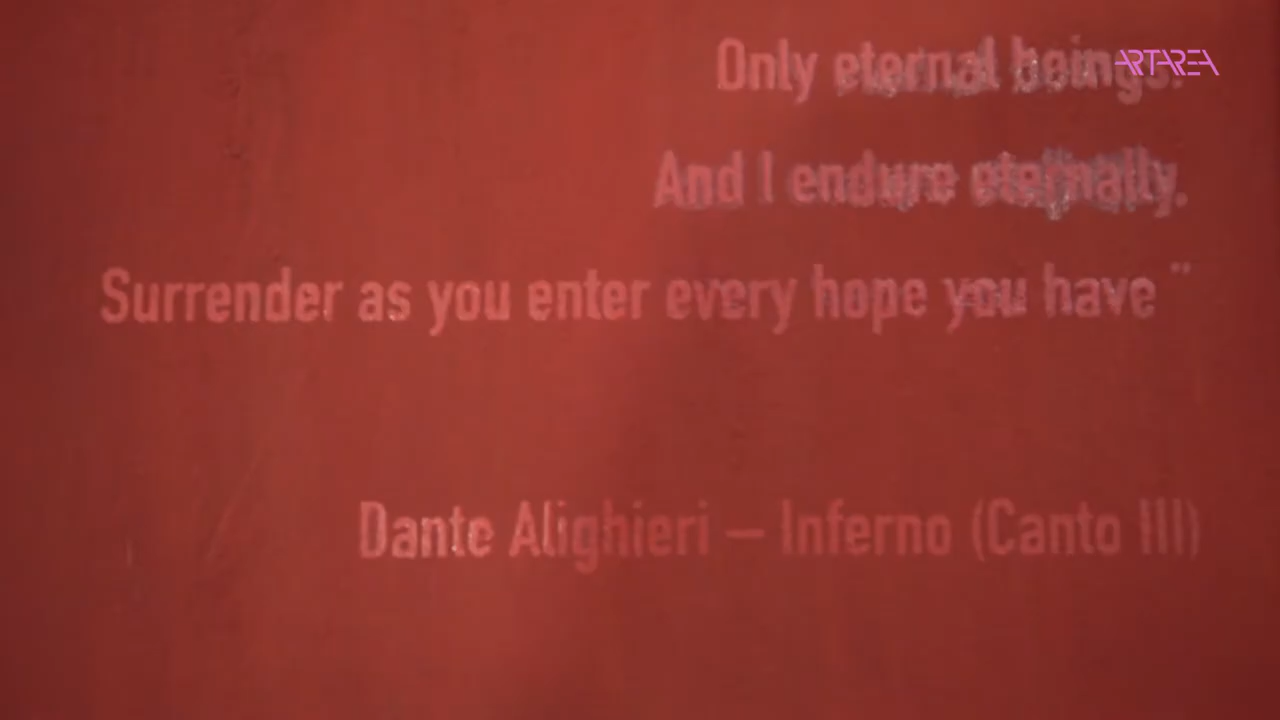 Only eternal beings.
ARTAREA
And I endure eternally.
Surrender as you enter every hope you have ”
Dante Alighieri – Inferno (Canto III)